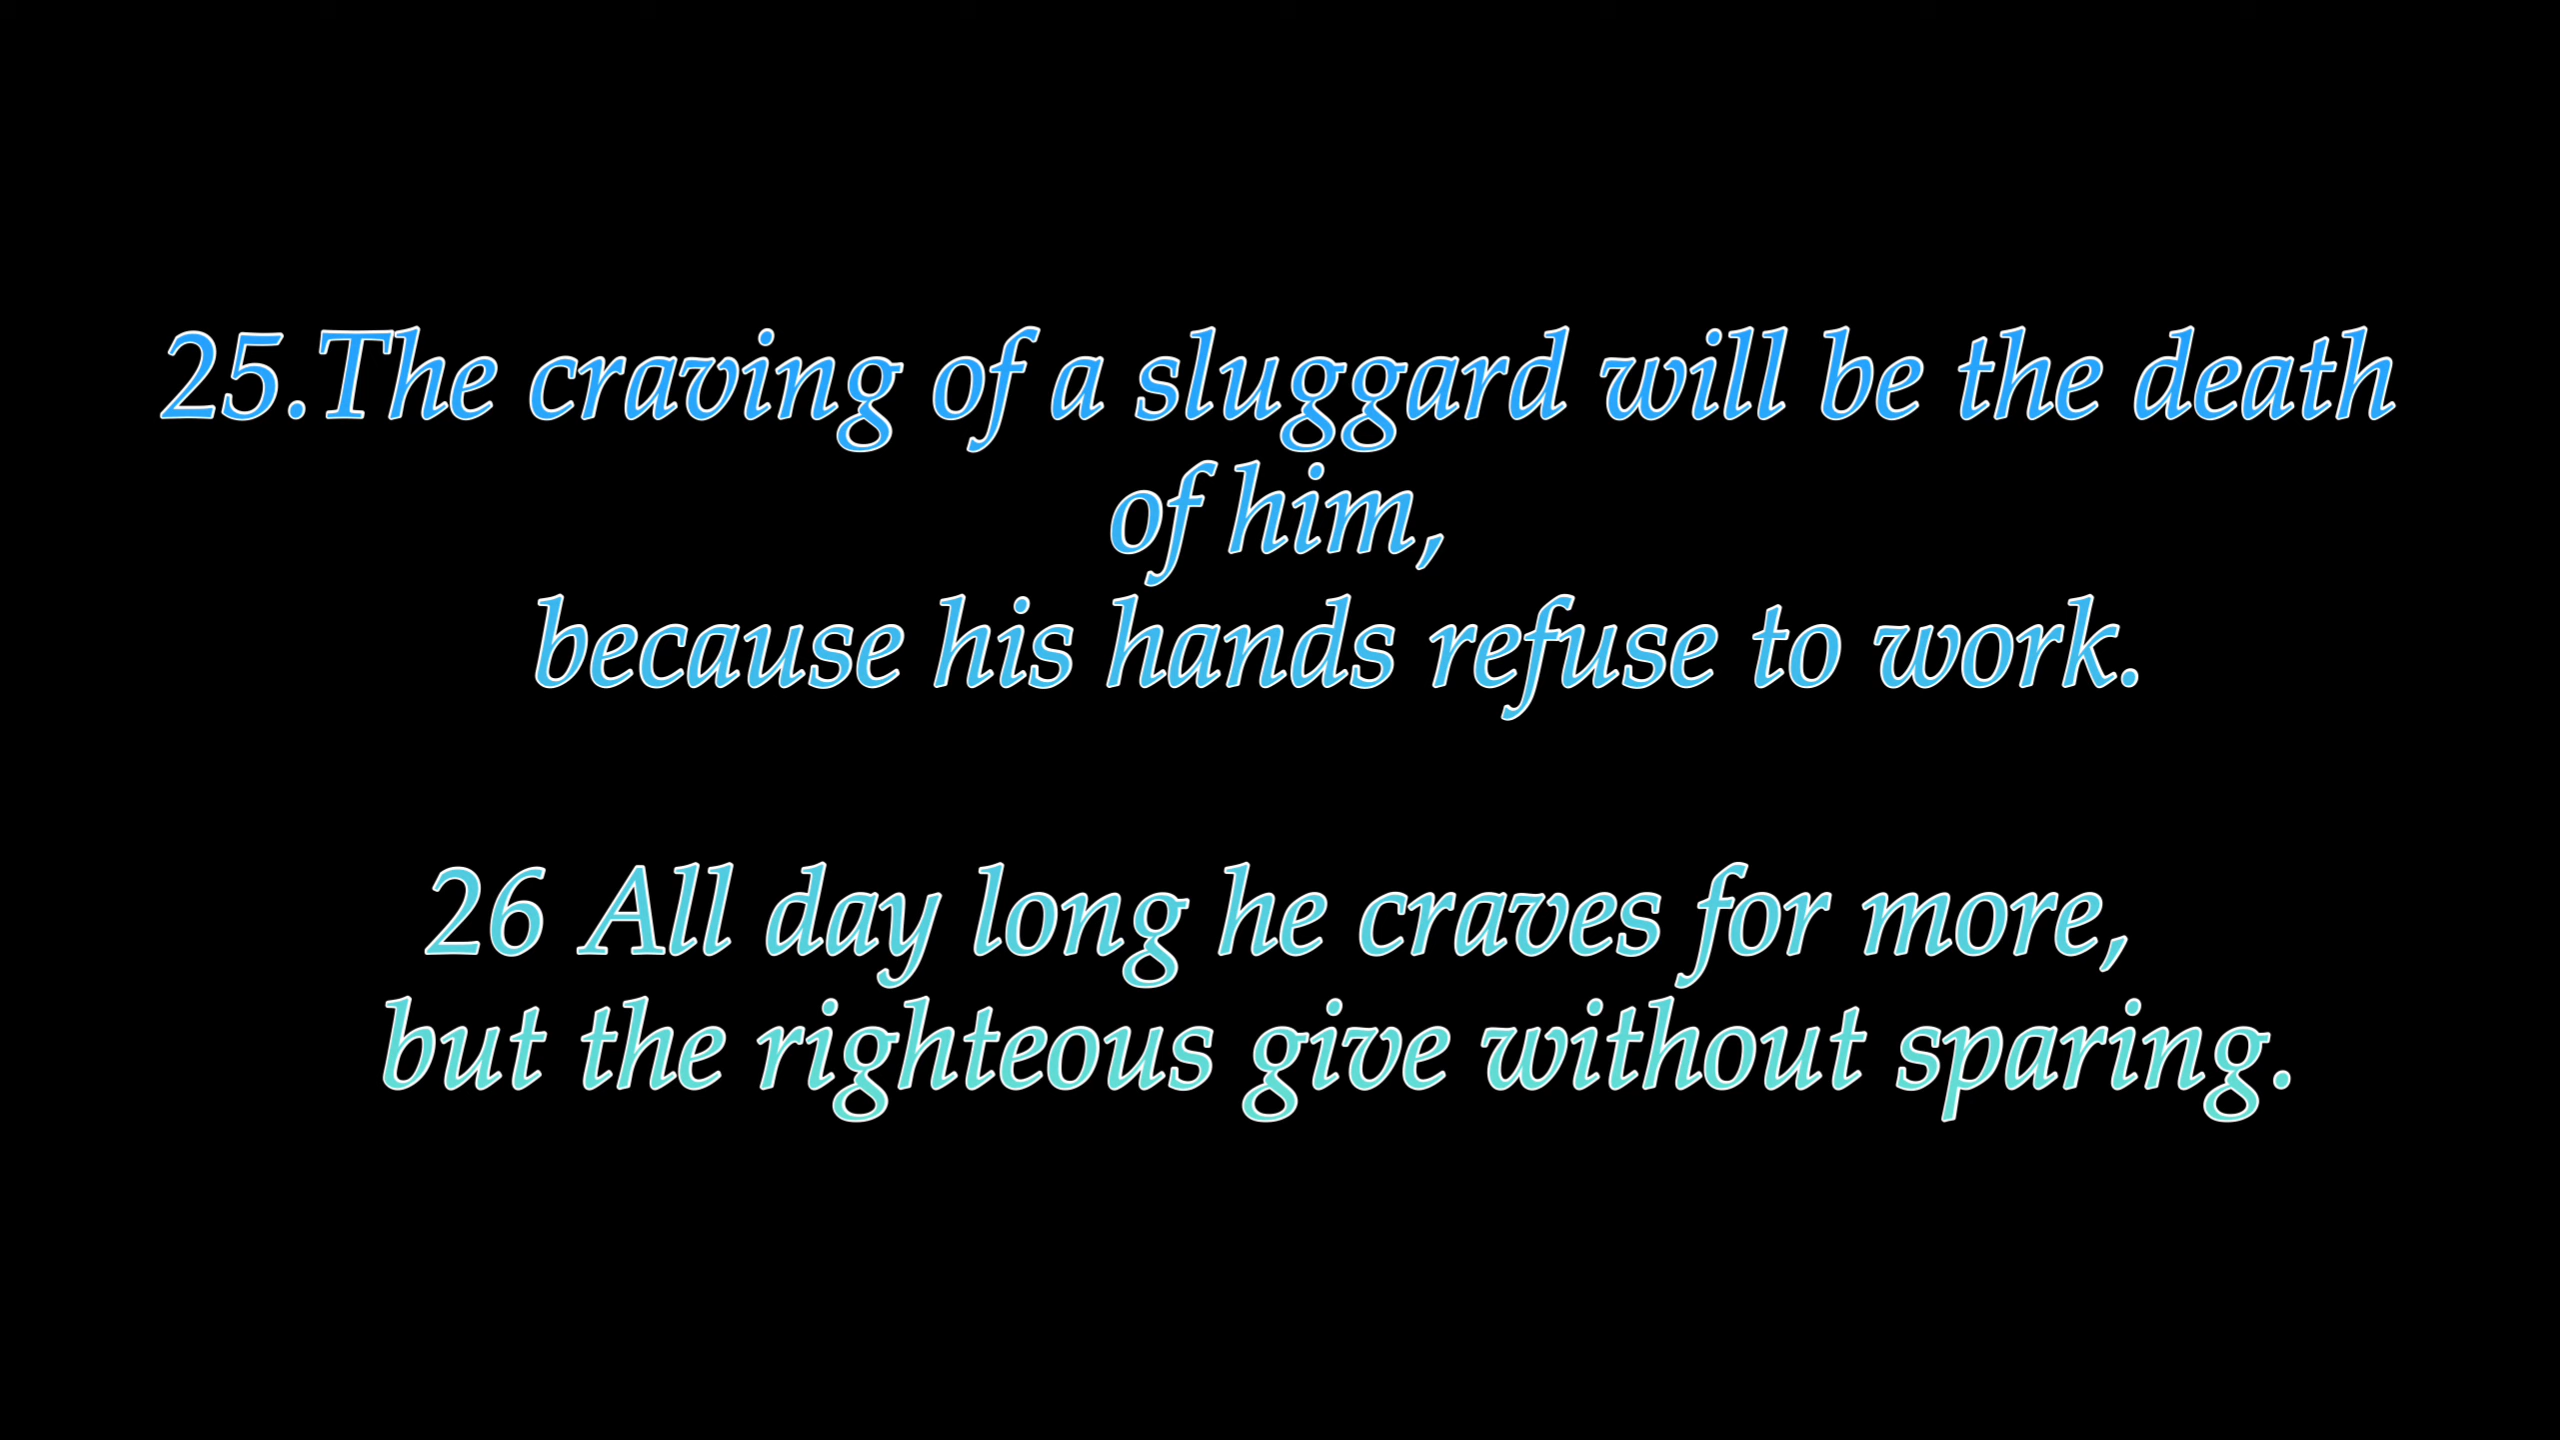 25.The craving of a sluggard will be the death
of him,
because his hands refuse to work.
26 All day long he craves for more,
but the righteous give without sparing.